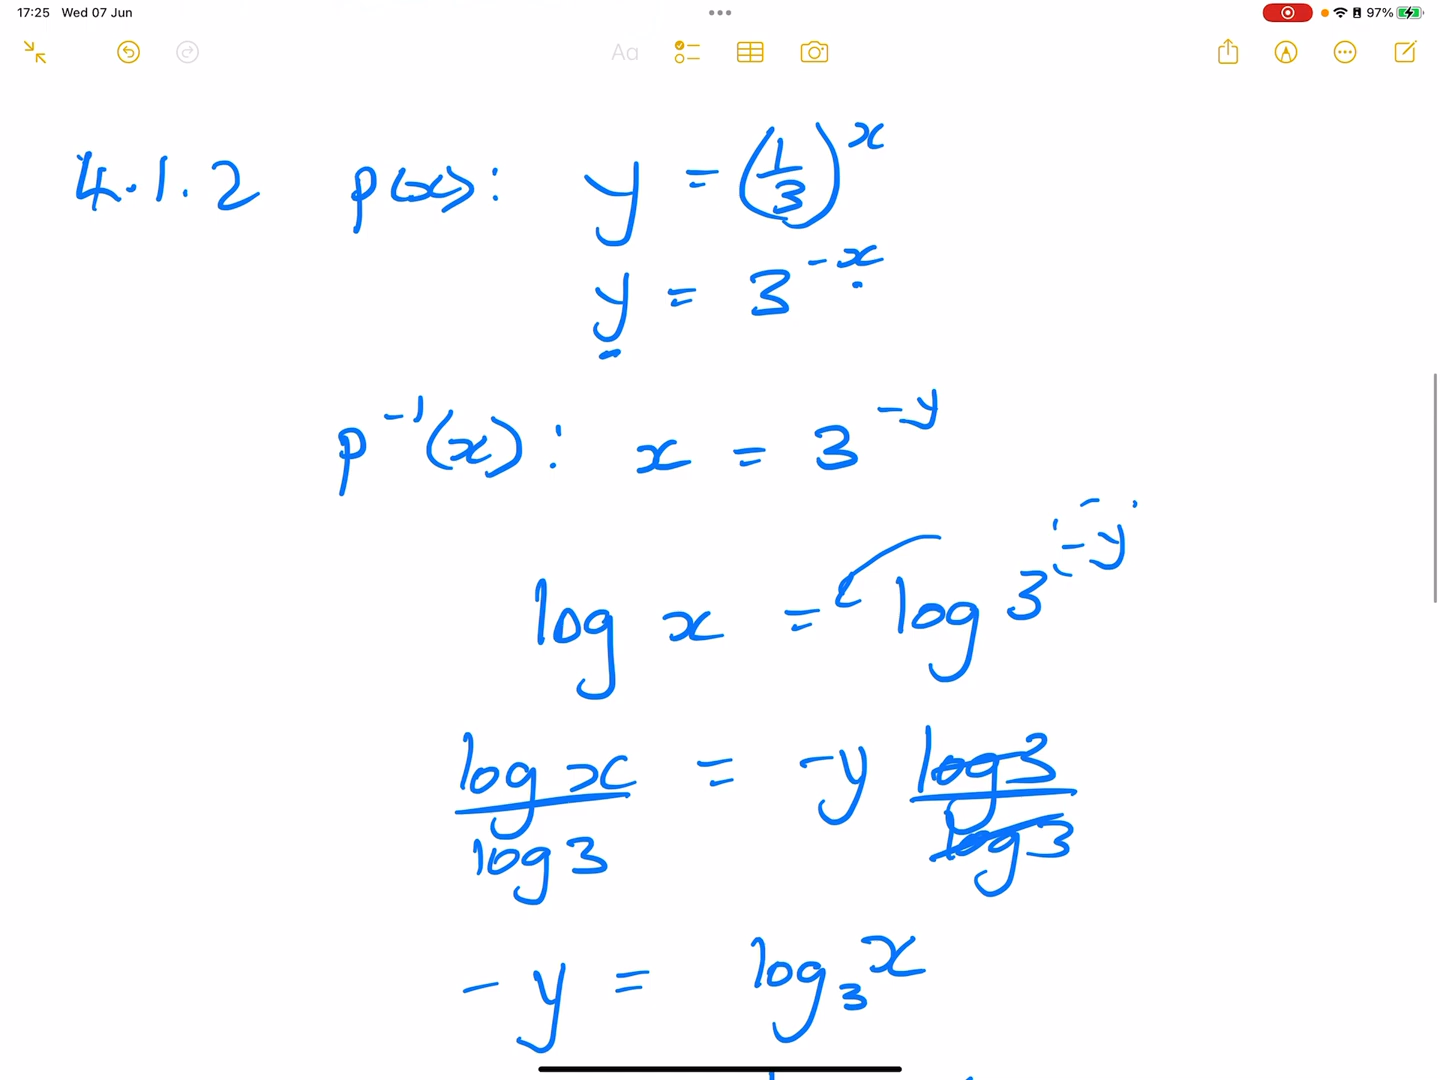 17:25 Wed 07 Jun 97%
Aa
4.1.2 p(x): y = (1/3)^x
y = 3^-x
p^-1(x): x = 3^-y
log x = log 3^-y
log x / log 3 = -y log 3 / log 3
-y = log_3 x